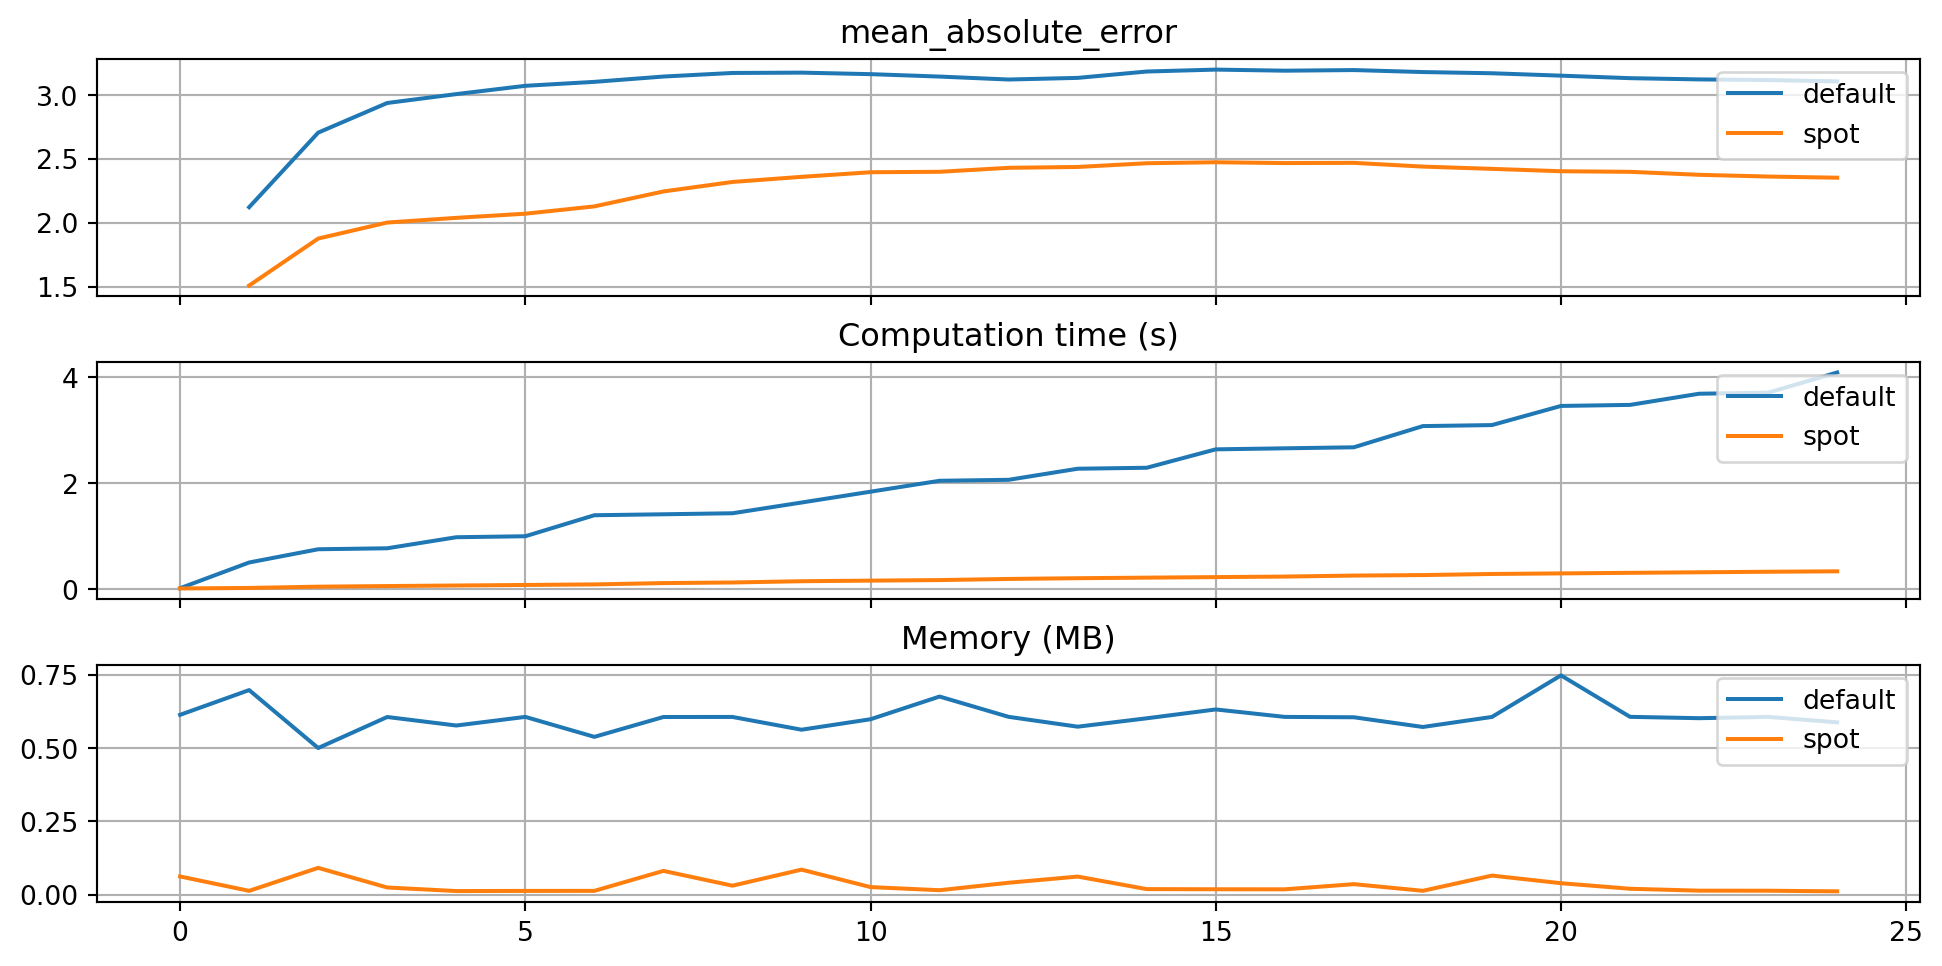 mean_absolute_error
3.0
2.5
2.0
1.5
default
spot
Computation time (s)
4
2
0
default
spot
Memory (MB)
0.75
0.50
0.25
0.00
default
spot
0 5 10 15 20 25